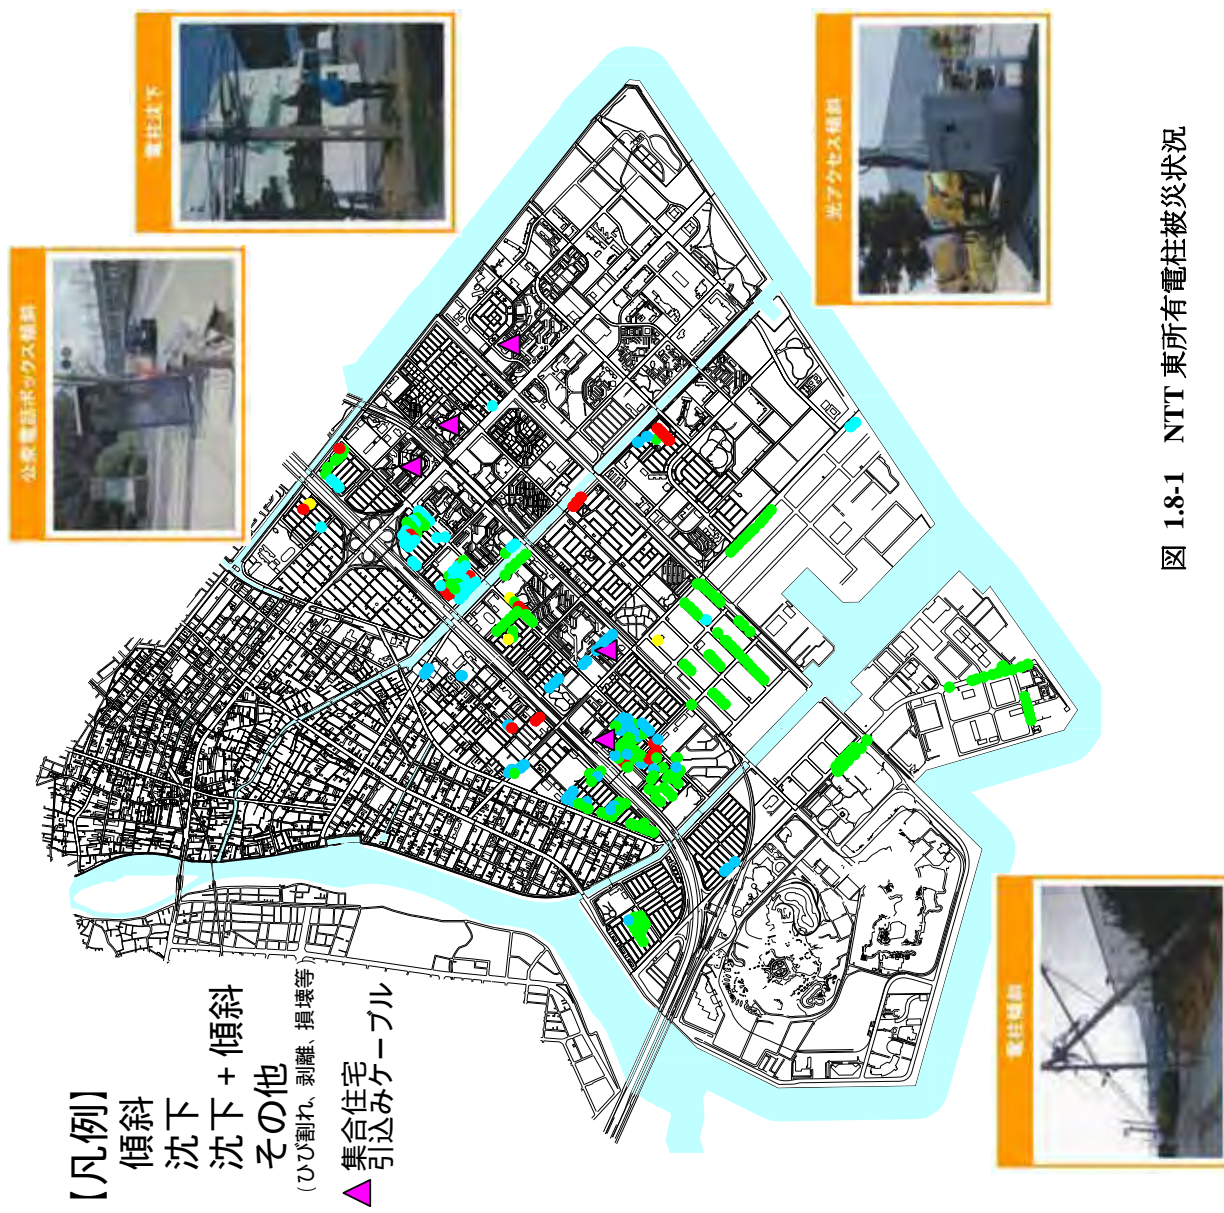 【凡例】
傾斜
沈下
沈下＋傾斜
その他
（ひび割れ、剥離、損壊等
集合住宅
引込みケーブル
公衆電話ボックス傾斜
電柱沈下
光アクセス傾斜
電柱傾斜
図 1.8-1 NTT 東所有電柱被災状況